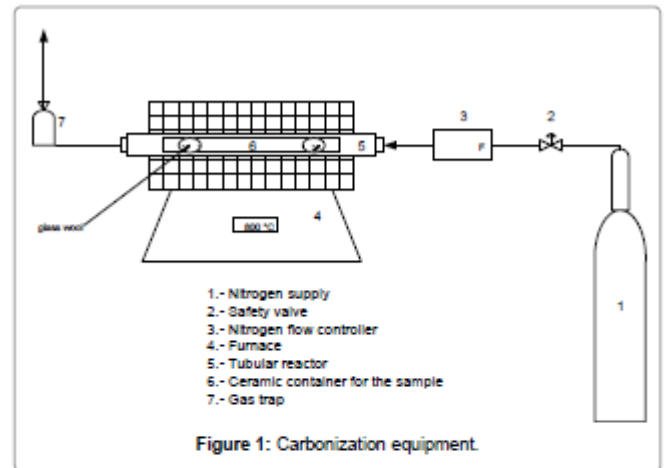 7
3
2
F
6
5
glass wool
4
800 °C
1
1.- Nitrogen supply
2.- Safety valve
3.- Nitrogen flow controller
4.- Furnace
5.- Tubular reactor
6.- Ceramic container for the sample
7.- Gas trap
Figure 1: Carbonization equipment.